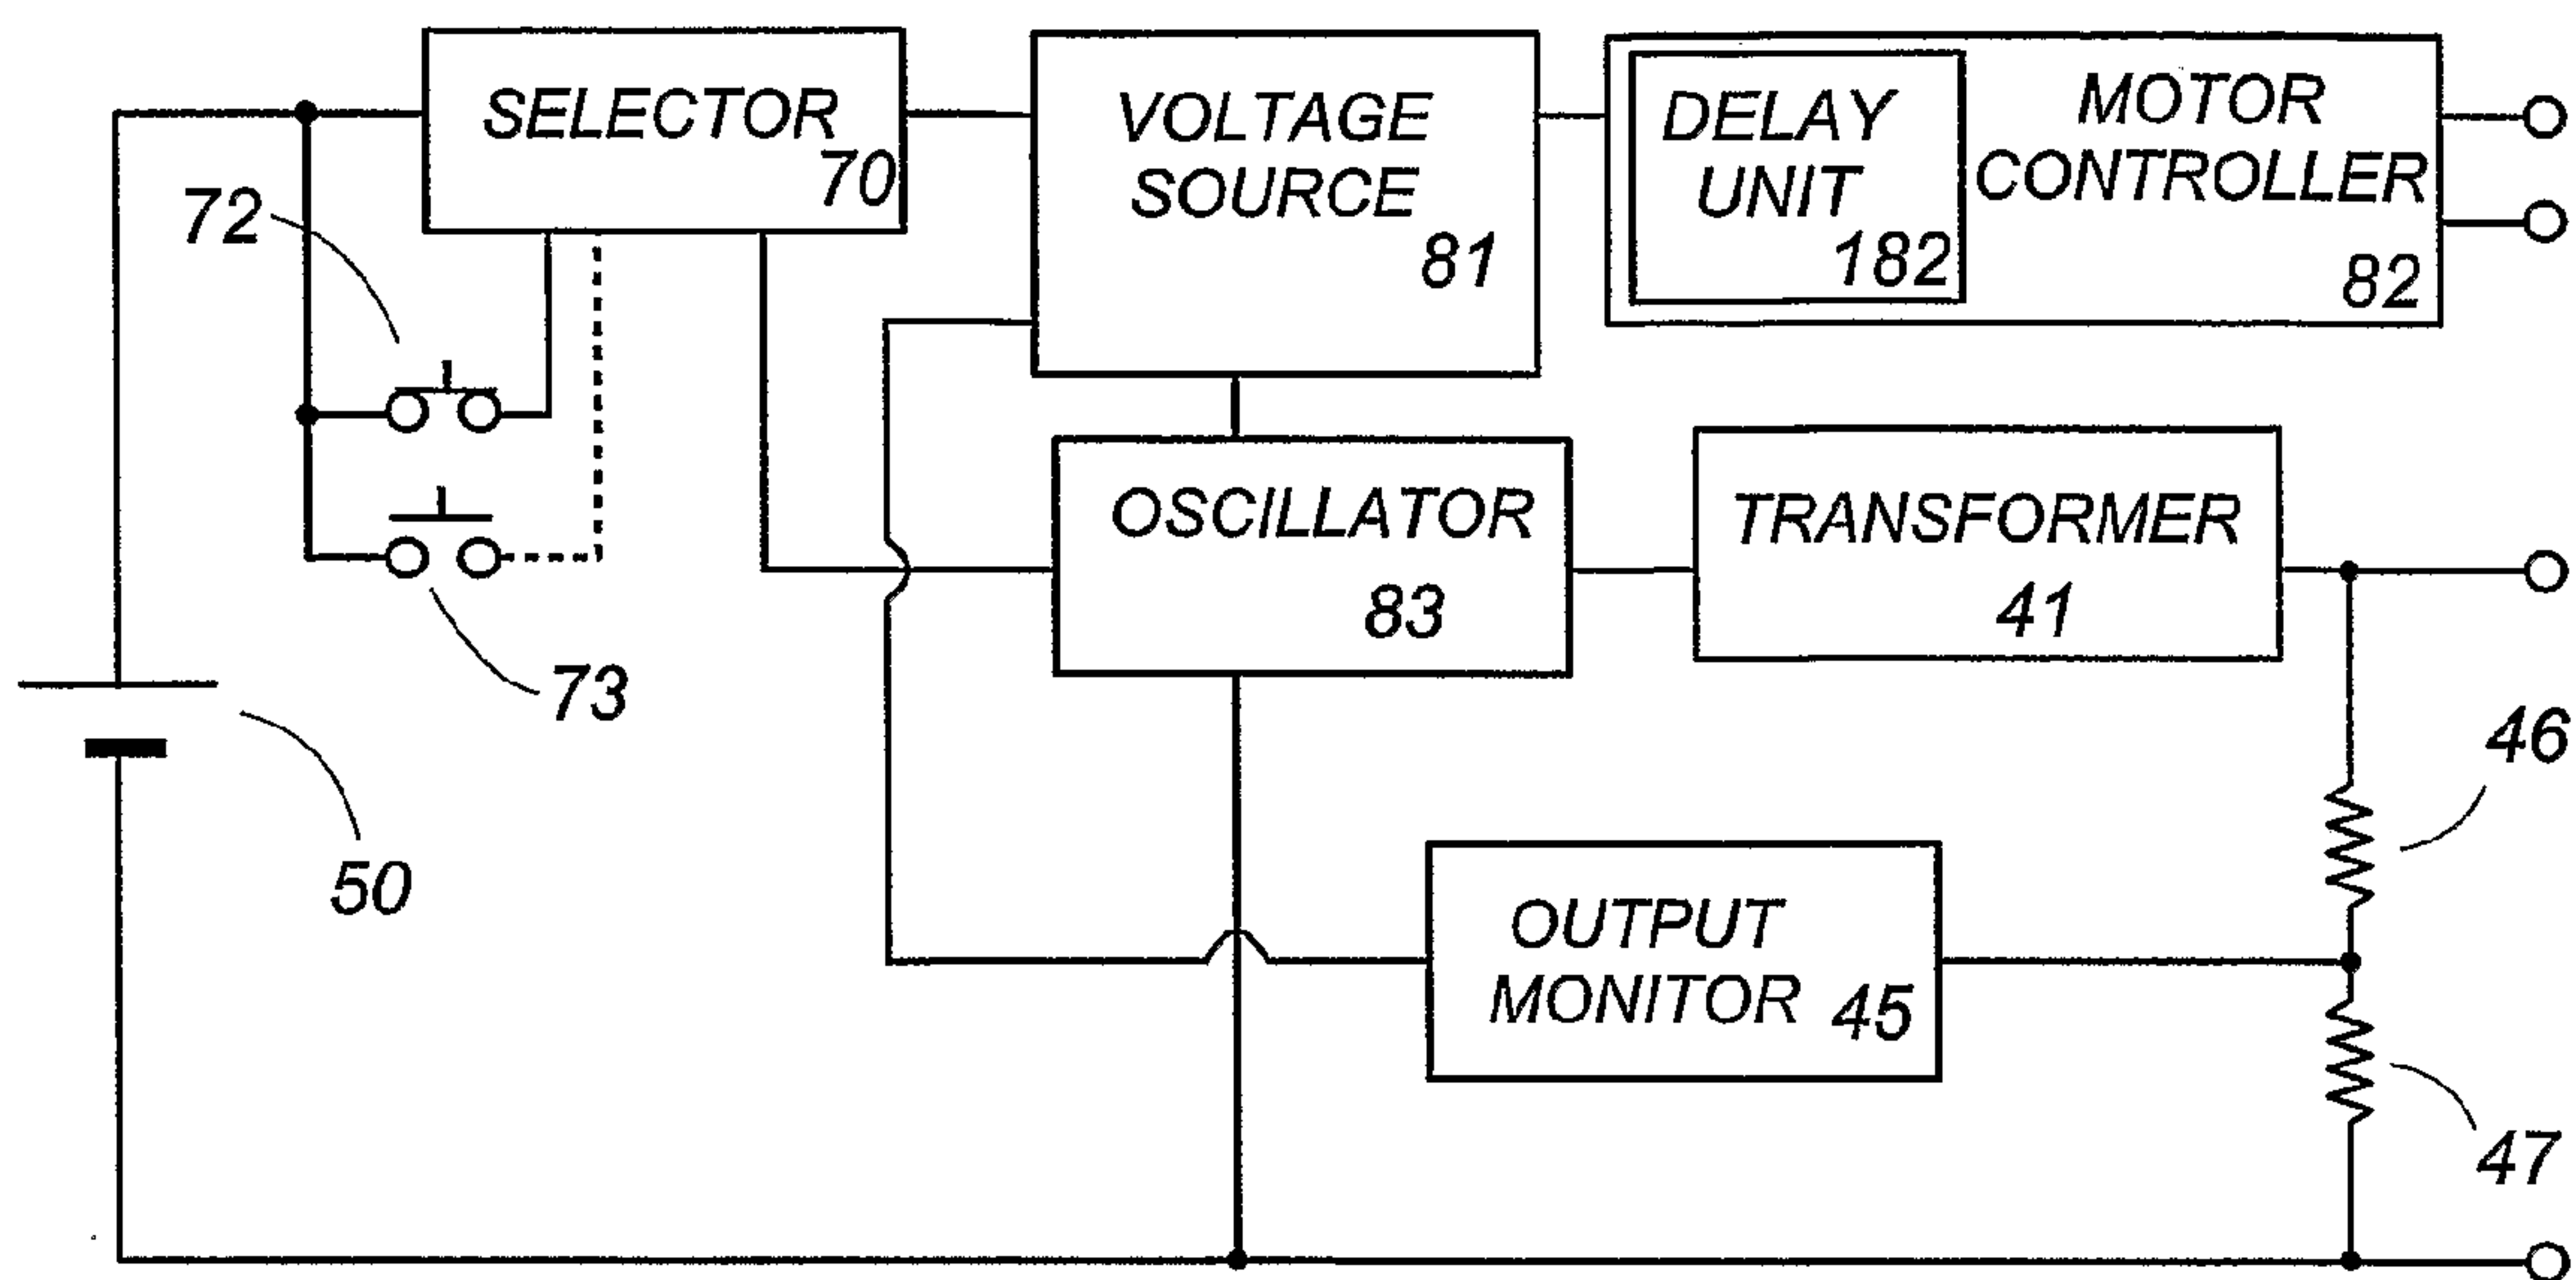 SELECTOR
70
VOLTAGE
SOURCE
81
DELAY
UNIT
182
MOTOR
CONTROLLER
82
72
73
50
OSCILLATOR
83
TRANSFORMER
41
46
OUTPUT
MONITOR 45
47